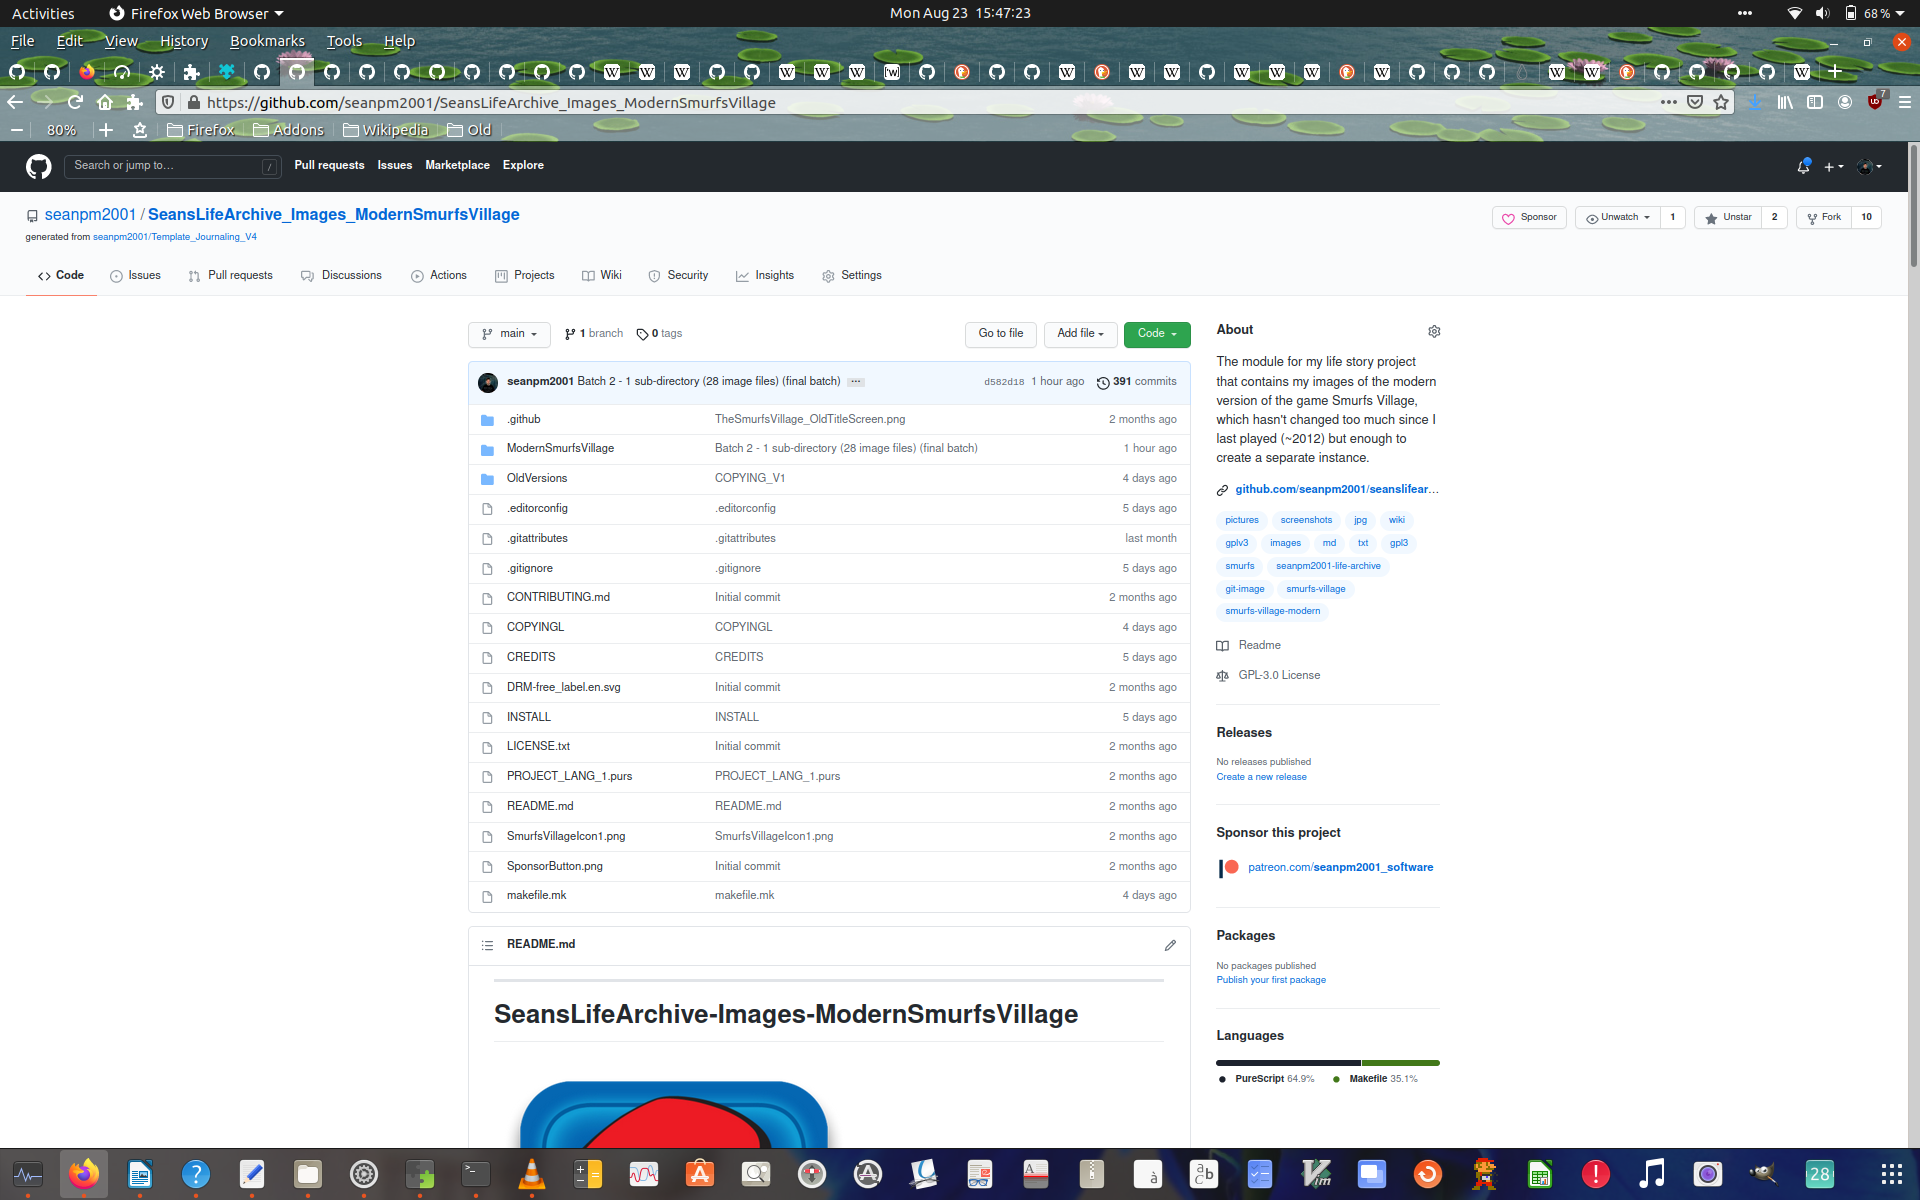 Activities Firefox Web Browser Mon Aug 23 15:47:23 68 %
File Edit View History Bookmarks Tools Help
https://github.com/seanpm2001/SeansLifeArchive_Images_ModernSmurfsVillage 7
80% Firefox Addons Wikipedia Old
Search or jump to... / Pull requests Issues Marketplace Explore
seanpm2001 / SeansLifeArchive_Images_ModernSmurfsVillage Sponsor Unwatch 1 Unstar 2 Fork 10
generated from seanpm2001/Template_Journaling_V4
Code Issues Pull requests Discussions Actions Projects Wiki Security Insights Settings
main 1 branch 0 tags Go to file Add file Code
seanpm2001 Batch 2 - 1 sub-directory (28 image files) (final batch) ... d582d18 1 hour ago 391 commits
.github TheSmurfsVillage_OldTitleScreen.png 2 months ago
ModernSmurfsVillage Batch 2 - 1 sub-directory (28 image files) (final batch) 1 hour ago
OldVersions COPYING_V1 4 days ago
.editorconfig .editorconfig 5 days ago
.gitattributes .gitattributes last month
.gitignore .gitignore 5 days ago
CONTRIBUTING.md Initial commit 2 months ago
COPYINGL COPYINGL 4 days ago
CREDITS CREDITS 5 days ago
DRM-free_label.en.svg Initial commit 2 months ago
INSTALL INSTALL 5 days ago
LICENSE.txt Initial commit 2 months ago
PROJECT_LANG_1.purs PROJECT_LANG_1.purs 2 months ago
README.md README.md 2 months ago
SmurfsVillageIcon1.png SmurfsVillageIcon1.png 2 months ago
SponsorButton.png Initial commit 2 months ago
makefile.mk makefile.mk 4 days ago
README.md
SeansLifeArchive-Images-ModernSmurfsVillage
About
The module for my life story project
that contains my images of the modern
version of the game Smurfs Village,
which hasn't changed too much since I
last played (~2012) but enough to
create a separate instance.
github.com/seanpm2001/seanslifear...
pictures screenshots jpg wiki
gplv3 images md txt gpl3
smurfs seanpm2001-life-archive
git-image smurfs-village
smurfs-village-modern
Readme
GPL-3.0 License
Releases
No releases published
Create a new release
Sponsor this project
patreon.com/seanpm2001_software
Packages
No packages published
Publish your first package
Languages
PureScript 64.9% Makefile 35.1%
28